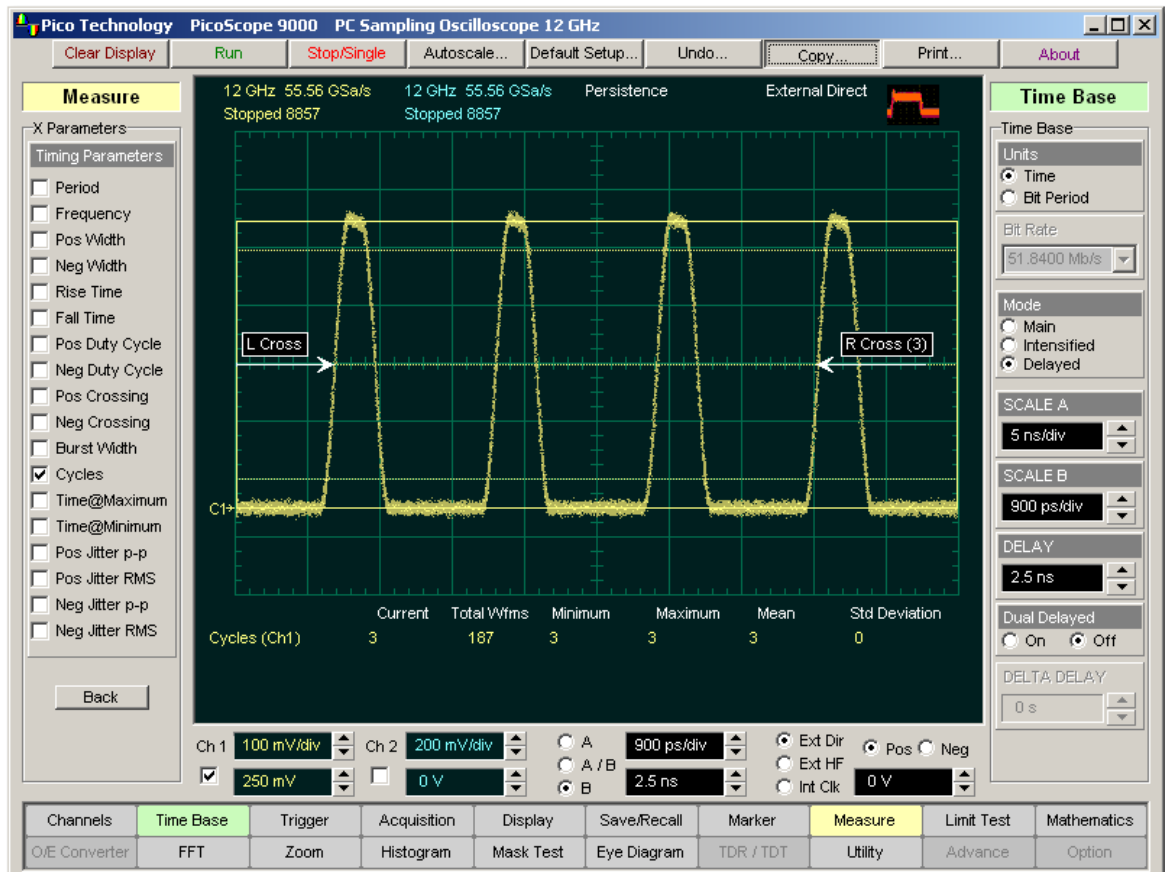 Pico Technology PicoScope 9000 PC Sampling Oscilloscope 12 GHz
Clear Display Run Stop/Single Autoscale... Default Setup... Undo... Copy... Print... About
Measure
X Parameters
Timing Parameters
Period
Frequency
Pos Width
Neg Width
Rise Time
Fall Time
Pos Duty Cycle
Neg Duty Cycle
Pos Crossing
Neg Crossing
Burst Width
Cycles
Time@Maximum
Time@Minimum
Pos Jitter p-p
Pos Jitter RMS
Neg Jitter p-p
Neg Jitter RMS
Back
12 GHz 55.56 GSa/s 12 GHz 55.56 GSa/s Persistence External Direct
Stopped 8857 Stopped 8857
L Cross R Cross (3)
C1
Current Total Wfms Minimum Maximum Mean Std Deviation
Cycles (Ch1) 3 187 3 3 3 0
Time Base
Time Base
Units
Time
Bit Period
Bit Rate
51.8400 Mb/s
Mode
Main
Intensified
Delayed
SCALE A
5 ns/div
SCALE B
900 ps/div
DELAY
2.5 ns
Dual Delayed
On Off
DELTA DELAY
0 s
Ch 1 100 mV/div Ch 2 200 mV/div A 900 ps/div Ext Dir Pos Neg
A / B Ext HF
250 mV 0 V B 2.5 ns Int Clk 0 V
Channels Time Base Trigger Acquisition Display Save/Recall Marker Measure Limit Test Mathematics
O/E Converter FFT Zoom Histogram Mask Test Eye Diagram TDR / TDT Utility Advance Option